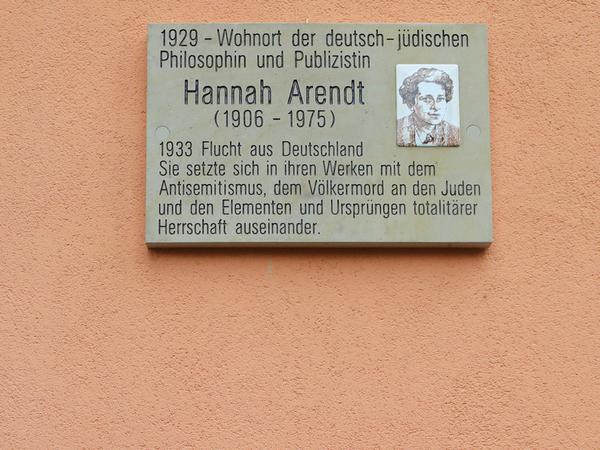 1929 - Wohnort der deutsch-jüdischen
Philosophin und Publizistin
Hannah Arendt
(1906 - 1975)
1933 Flucht aus Deutschland
Sie setzte sich in ihren Werken mit dem
Antisemitismus, dem Völkermord an den Juden
und den Elementen und Ursprüngen totalitärer
Herrschaft auseinander.